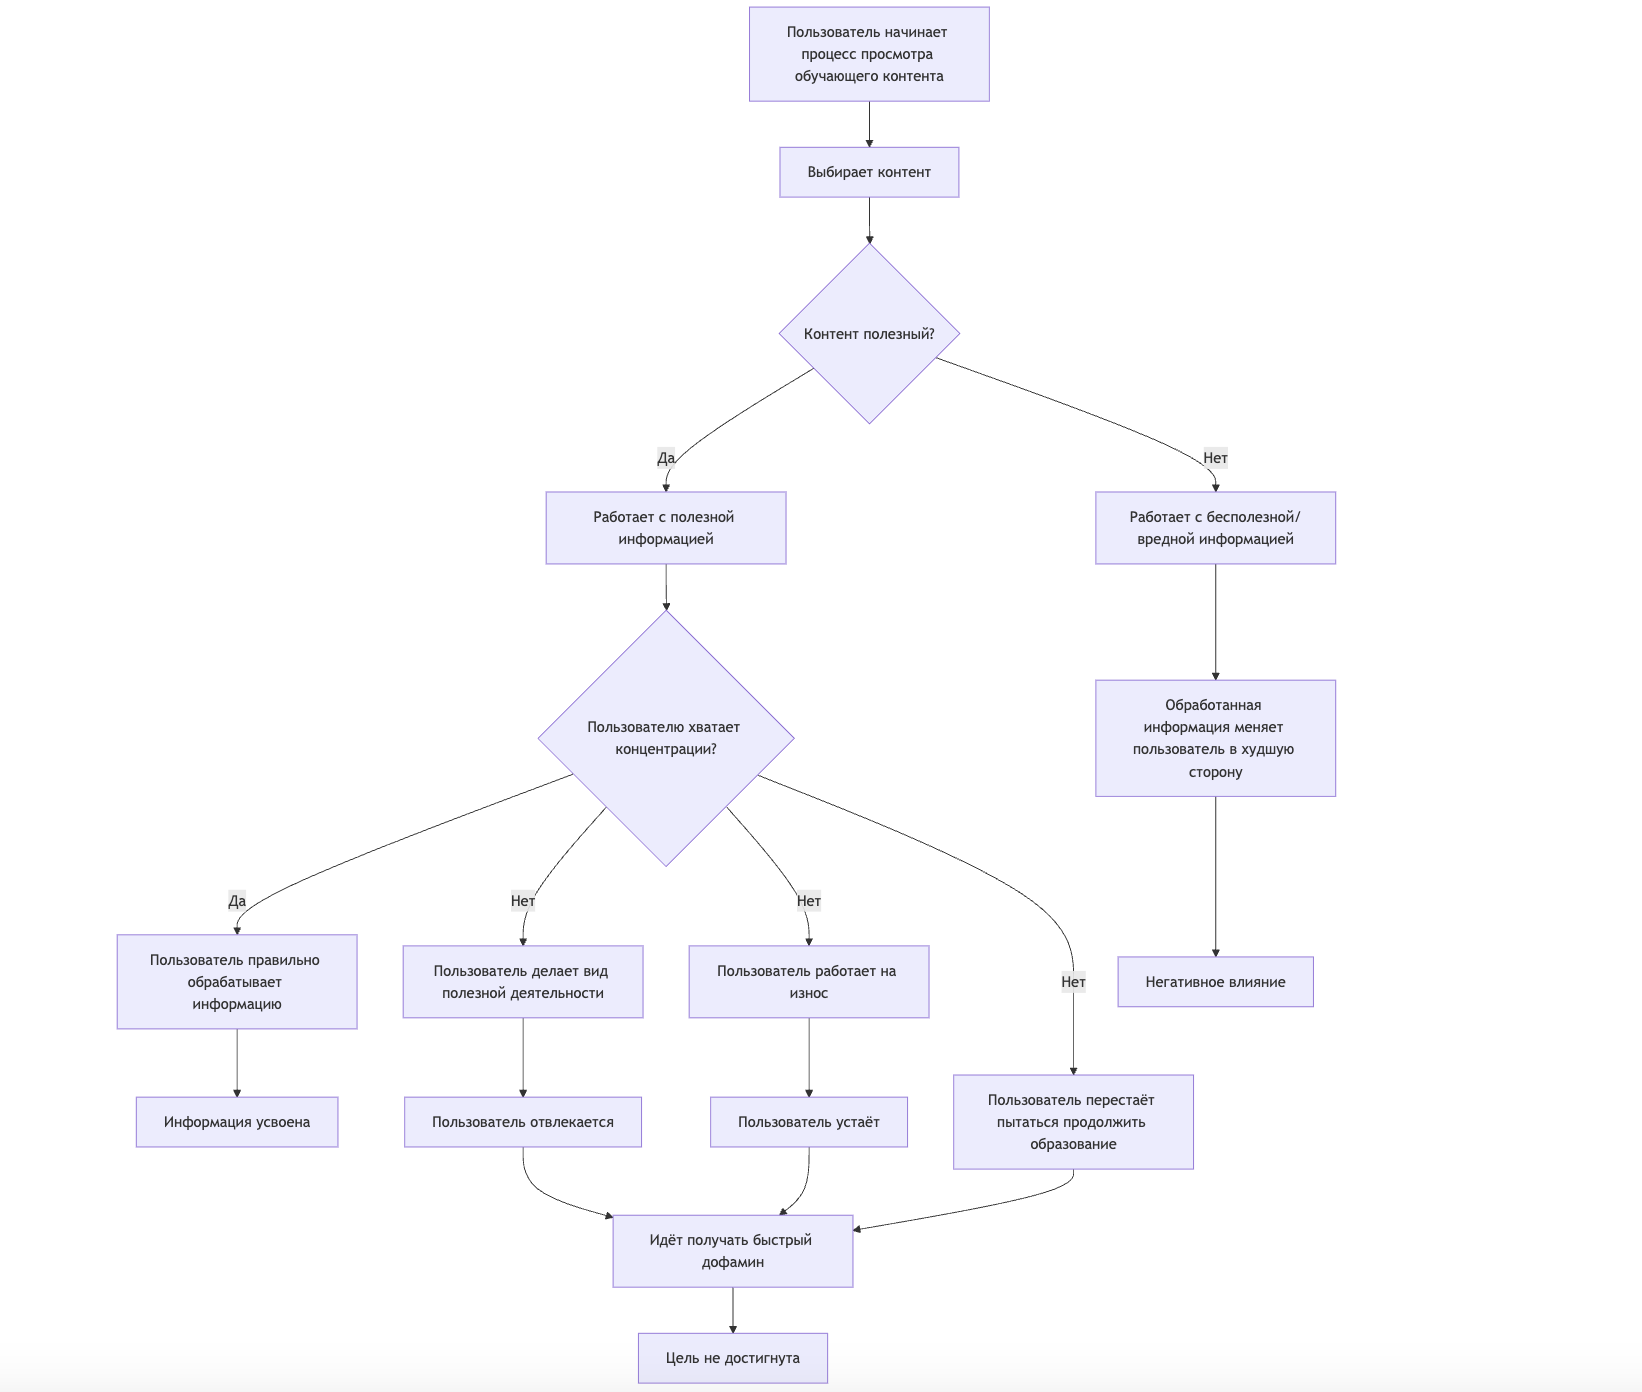 Пользователь начинает
процесс просмотра
обучающего контента
Выбирает контент
Контент полезный?
Да
Нет
Работает с полезной
информацией
Работает с бесполезной/
вредной информацией
Пользователю хватает
концентрации?
Обработанная
информация меняет
пользователь в худшую
сторону
Да
Нет
Нет
Нет
Пользователь правильно
обрабатывает
информацию
Пользователь делает вид
полезной деятельности
Пользователь работает на
износ
Негативное влияние
Информация усвоена
Пользователь отвлекается
Пользователь устаёт
Пользователь перестаёт
пытаться продолжить
образование
Идёт получать быстрый
дофамин
Цель не достигнута